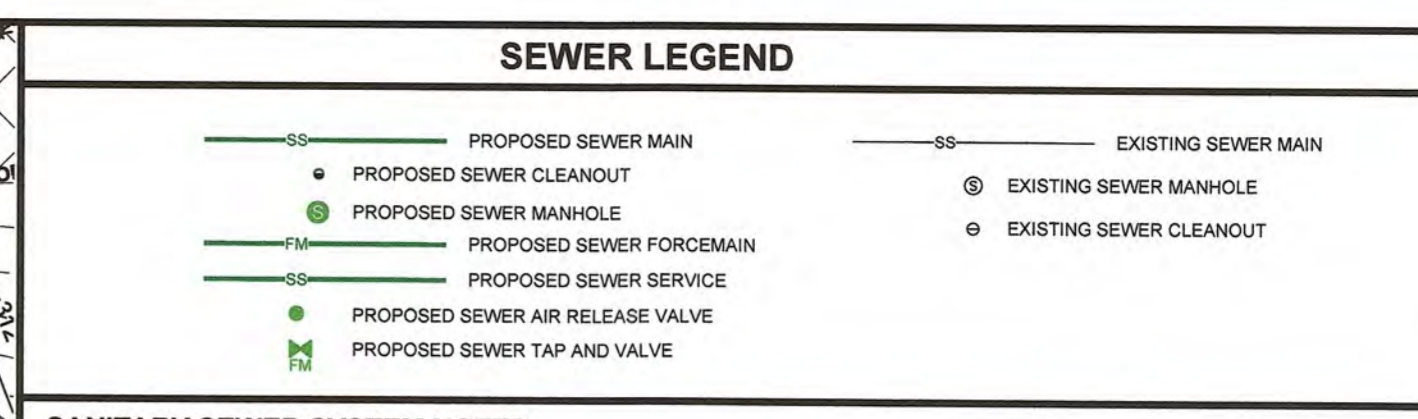 SEWER LEGEND
SS PROPOSED SEWER MAIN
PROPOSED SEWER CLEANOUT
S PROPOSED SEWER MANHOLE
FM PROPOSED SEWER FORCEMAIN
SS PROPOSED SEWER SERVICE
PROPOSED SEWER AIR RELEASE VALVE
FM PROPOSED SEWER TAP AND VALVE
SS EXISTING SEWER MAIN
S EXISTING SEWER MANHOLE
EXISTING SEWER CLEANOUT